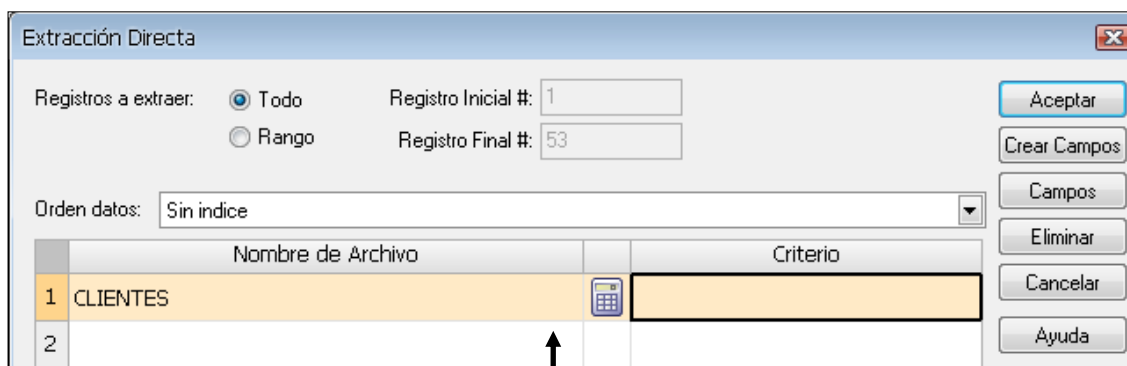 Extracción Directa
Registros a extraer: Todo Registro Inicial #: 1 Aceptar
Rango Registro Final #: 53 Crear Campos
Campos
Orden datos: Sin indice
Eliminar
Nombre de Archivo Criterio
Cancelar
1 CLIENTES
2 Ayuda